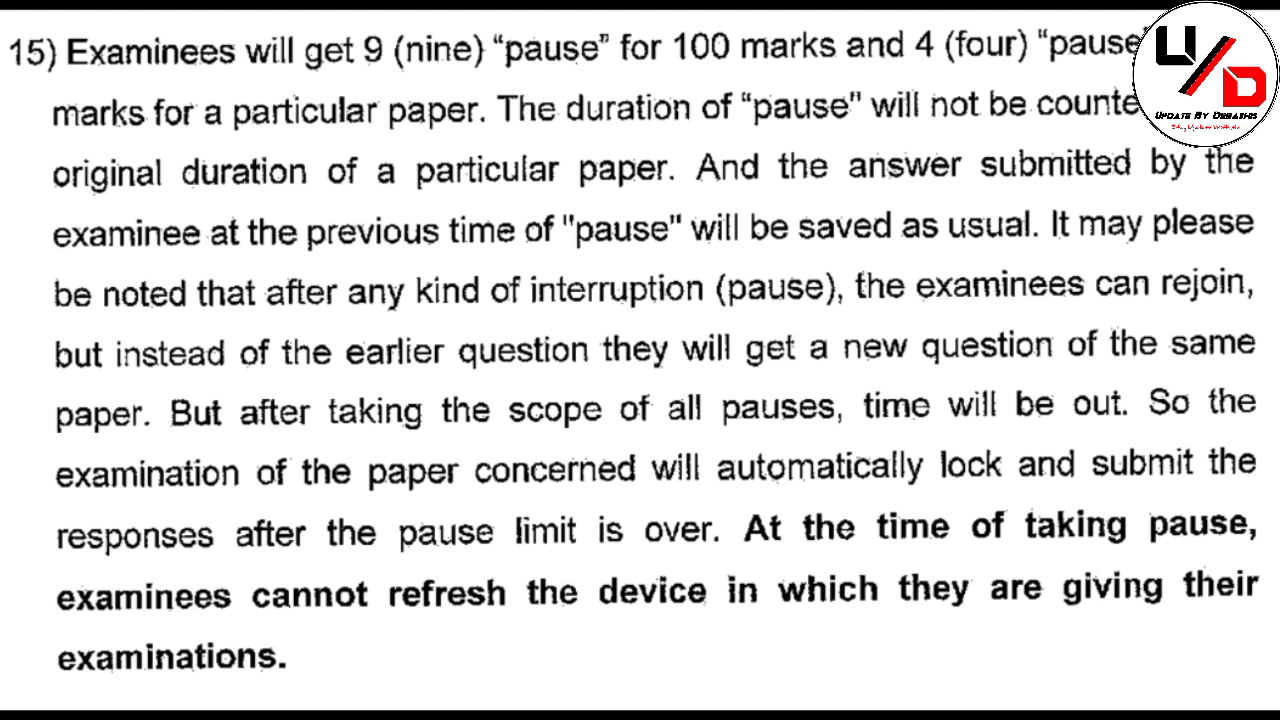 15) Examinees will get 9 (nine) “pause” for 100 marks and 4 (four) “pause”
marks for a particular paper. The duration of “pause” will not be
original duration of a particular paper. And the answer submitted by the
examinee at the previous time of "pause" will be saved as usual. It may please
be noted that after any kind of interruption (pause), the examinees can rejoin,
but instead of the earlier question they will get a new question of the same
paper. But after taking the scope of all pauses, time will be out. So the
examination of the paper concerned will automatically lock and submit the
responses after the pause limit is over. At the time of taking pause,
examinees cannot refresh the device in which they are giving their
examinations.
U/D
UPDATE BY DEBASHIS